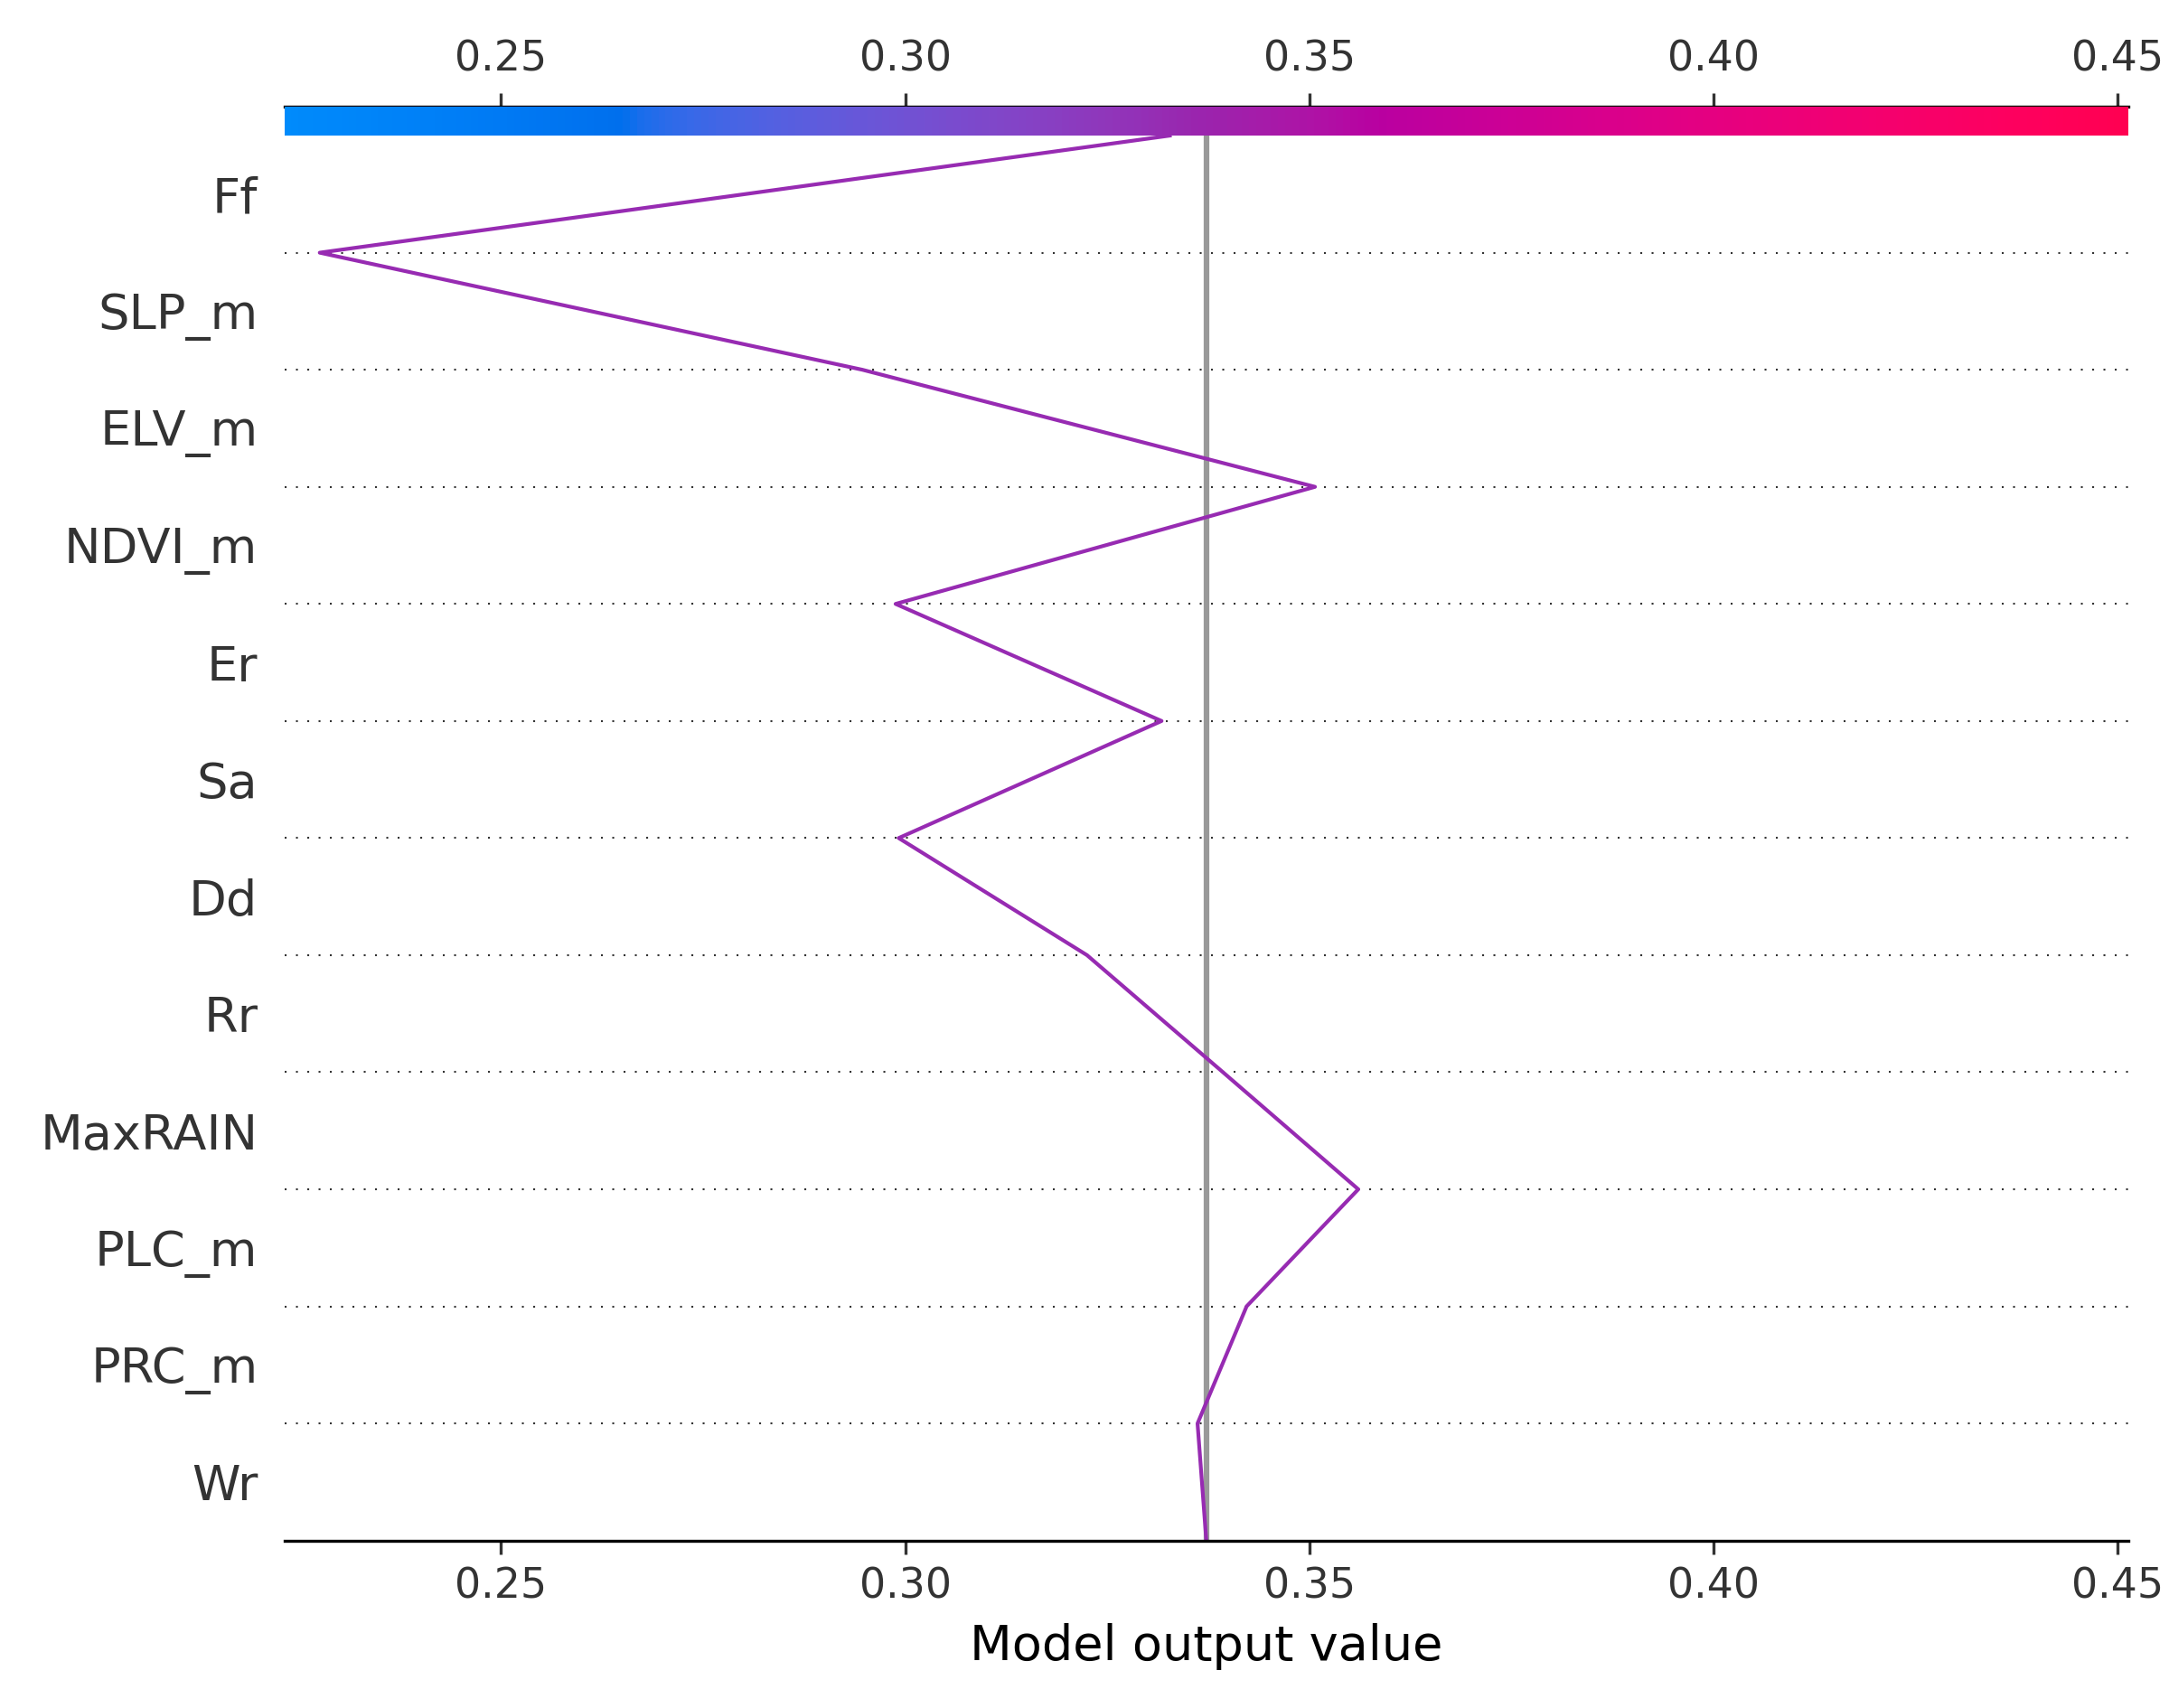 0.25 0.30 0.35 0.40 0.45
Ff
SLP_m
ELV_m
NDVI_m
Er
Sa
Dd
Rr
MaxRAIN
PLC_m
PRC_m
Wr
0.25 0.30 0.35 0.40 0.45
Model output value